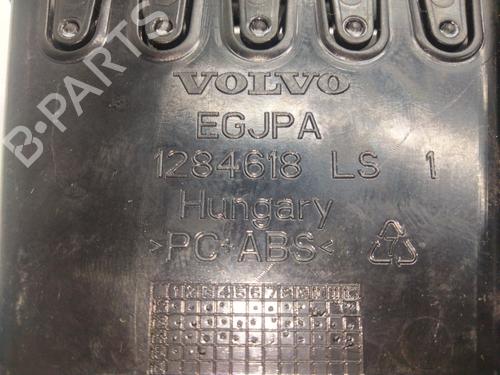 VOLVO
EGJPA
1284618 LS 1
Hungary
>PC+ABS<
B-PARTS